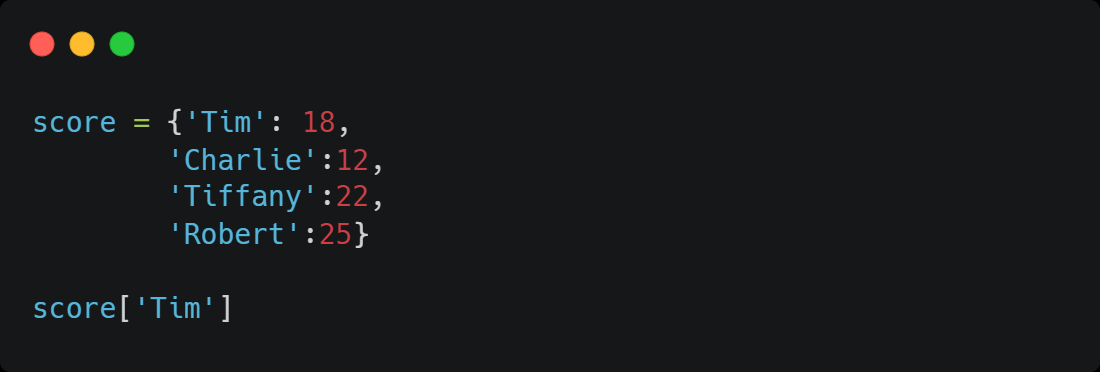 score = {'Tim': 18,
        'Charlie':12,
        'Tiffany':22,
        'Robert':25}
score['Tim']